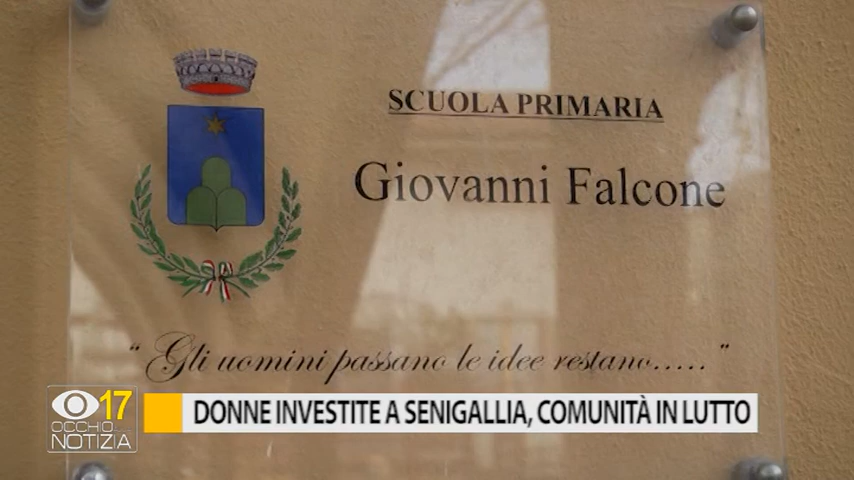 SCUOLA PRIMARIA
Giovanni Falcone
“Gli uomini passano le idee restano.....”
17
OCCHIO
NOTIZIA
DONNE INVESTITE A SENIGALLIA, COMUNITÀ IN LUTTO